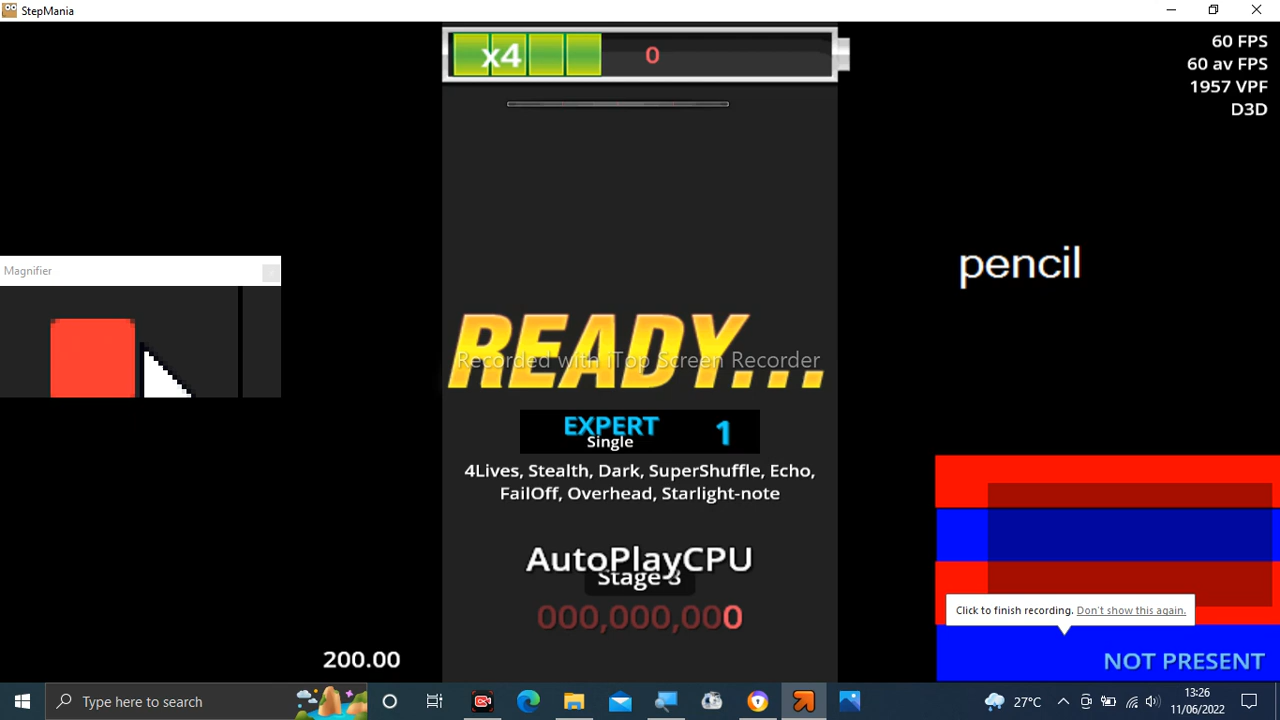 StepMania
x4
0
60 FPS
60 av FPS
1957 VPF
D3D
Magnifier
pencil
READY...
Recorded with iTop Screen Recorder
EXPERT 1
Single
4Lives, Stealth, Dark, SuperShuffle, Echo,
FailOff, Overhead, Starlight-note
AutoPlayCPU
Stage 3
000,000,000
Click to finish recording. Don't show this again.
200.00
NOT PRESENT
Type here to search
27°C
13:26
11/06/2022